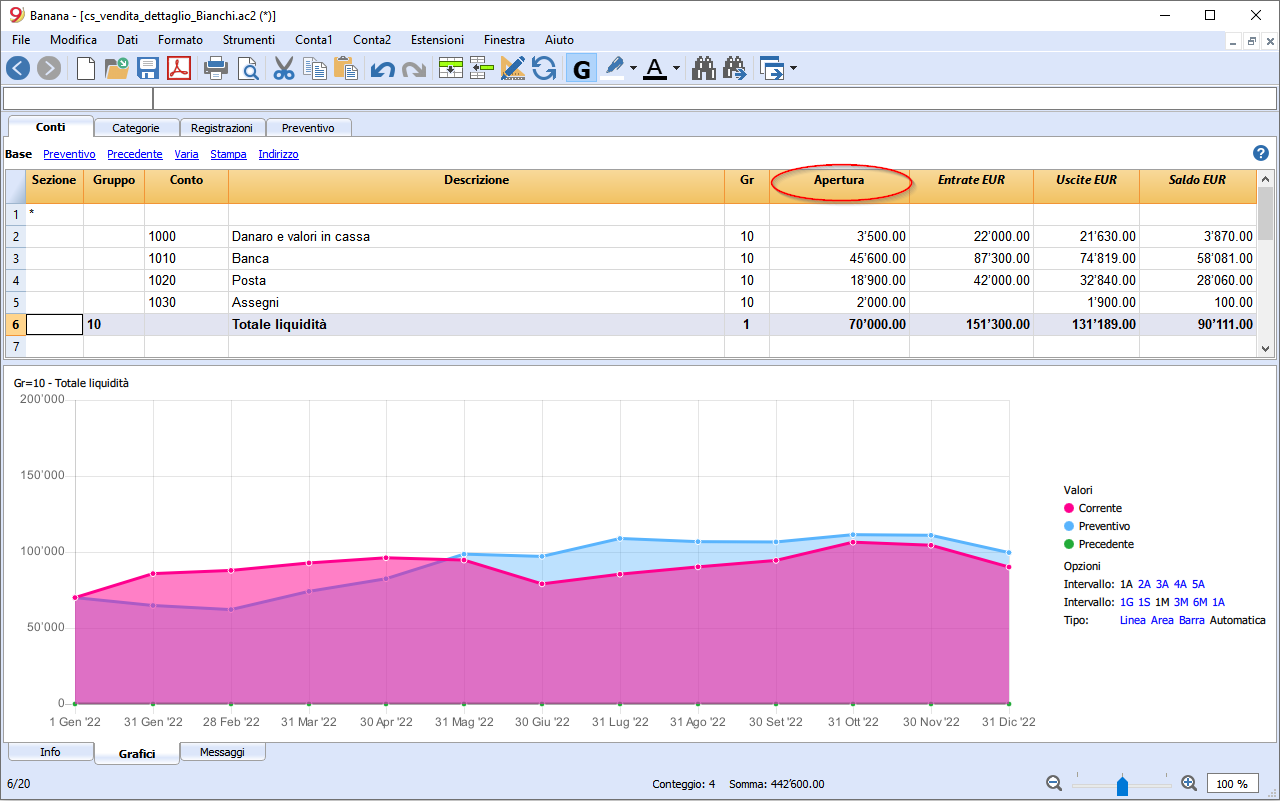 Banana - [cs_vendita_dettaglio_Bianchi.ac2 (*)]
File Modifica Dati Formato Strumenti Conta1 Conta2 Estensioni Finestra Aiuto
G A
Conti Categorie Registrazioni Preventivo
Base Preventivo Precedente Varia Stampa Indirizzo ?
Sezione Gruppo Conto Descrizione Gr Apertura Entrate EUR Uscite EUR Saldo EUR
1 *
2 1000 Danaro e valori in cassa 10 3’500.00 22’000.00 21’630.00 3’870.00
3 1010 Banca 10 45’600.00 87’300.00 74’819.00 58’081.00
4 1020 Posta 10 18’900.00 42’000.00 32’840.00 28’060.00
5 1030 Assegni 10 2’000.00 1’900.00 100.00
6 10 Totale liquidità 1 70’000.00 151’300.00 131’189.00 90’111.00
7
Gr=10 - Totale liquidità
200’000
150’000
100’000
50’000
0
1 Gen '22 31 Gen '22 28 Feb '22 31 Mar '22 30 Apr '22 31 Mag '22 30 Giu '22 31 Lug '22 31 Ago '22 30 Set '22 31 Ott '22 30 Nov '22 31 Dic '22
Valori
Corrente
Preventivo
Precedente
Opzioni
Intervallo: 1A 2A 3A 4A 5A
Intervallo: 1G 1S 1M 3M 6M 1A
Tipo: Linea Area Barra Automatica
Info Grafici Messaggi
6/20 Conteggio: 4 Somma: 442’600.00 100 %